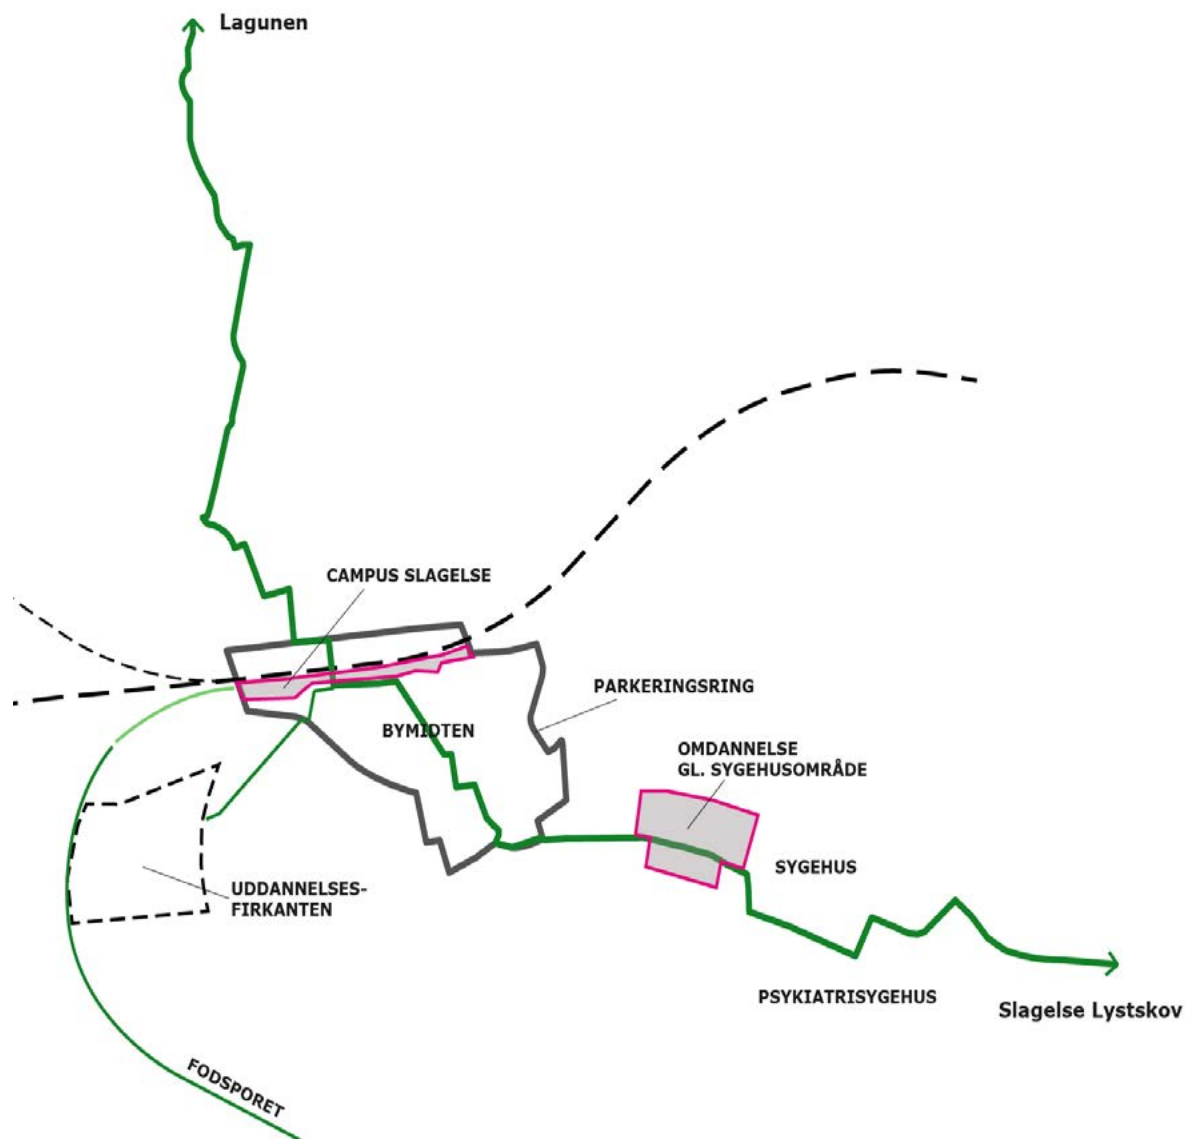 Lagunen
CAMPUS SLAGELSE
PARKERINGSRING
BYMIDTEN
OMDANNELSE
GL. SYGEHUSOMRÅDE
SYGEHUS
UDDANNELSES-
FIRKANTEN
PSYKIATRISYGEHUS
Slagelse Lystskov
FODSPORET